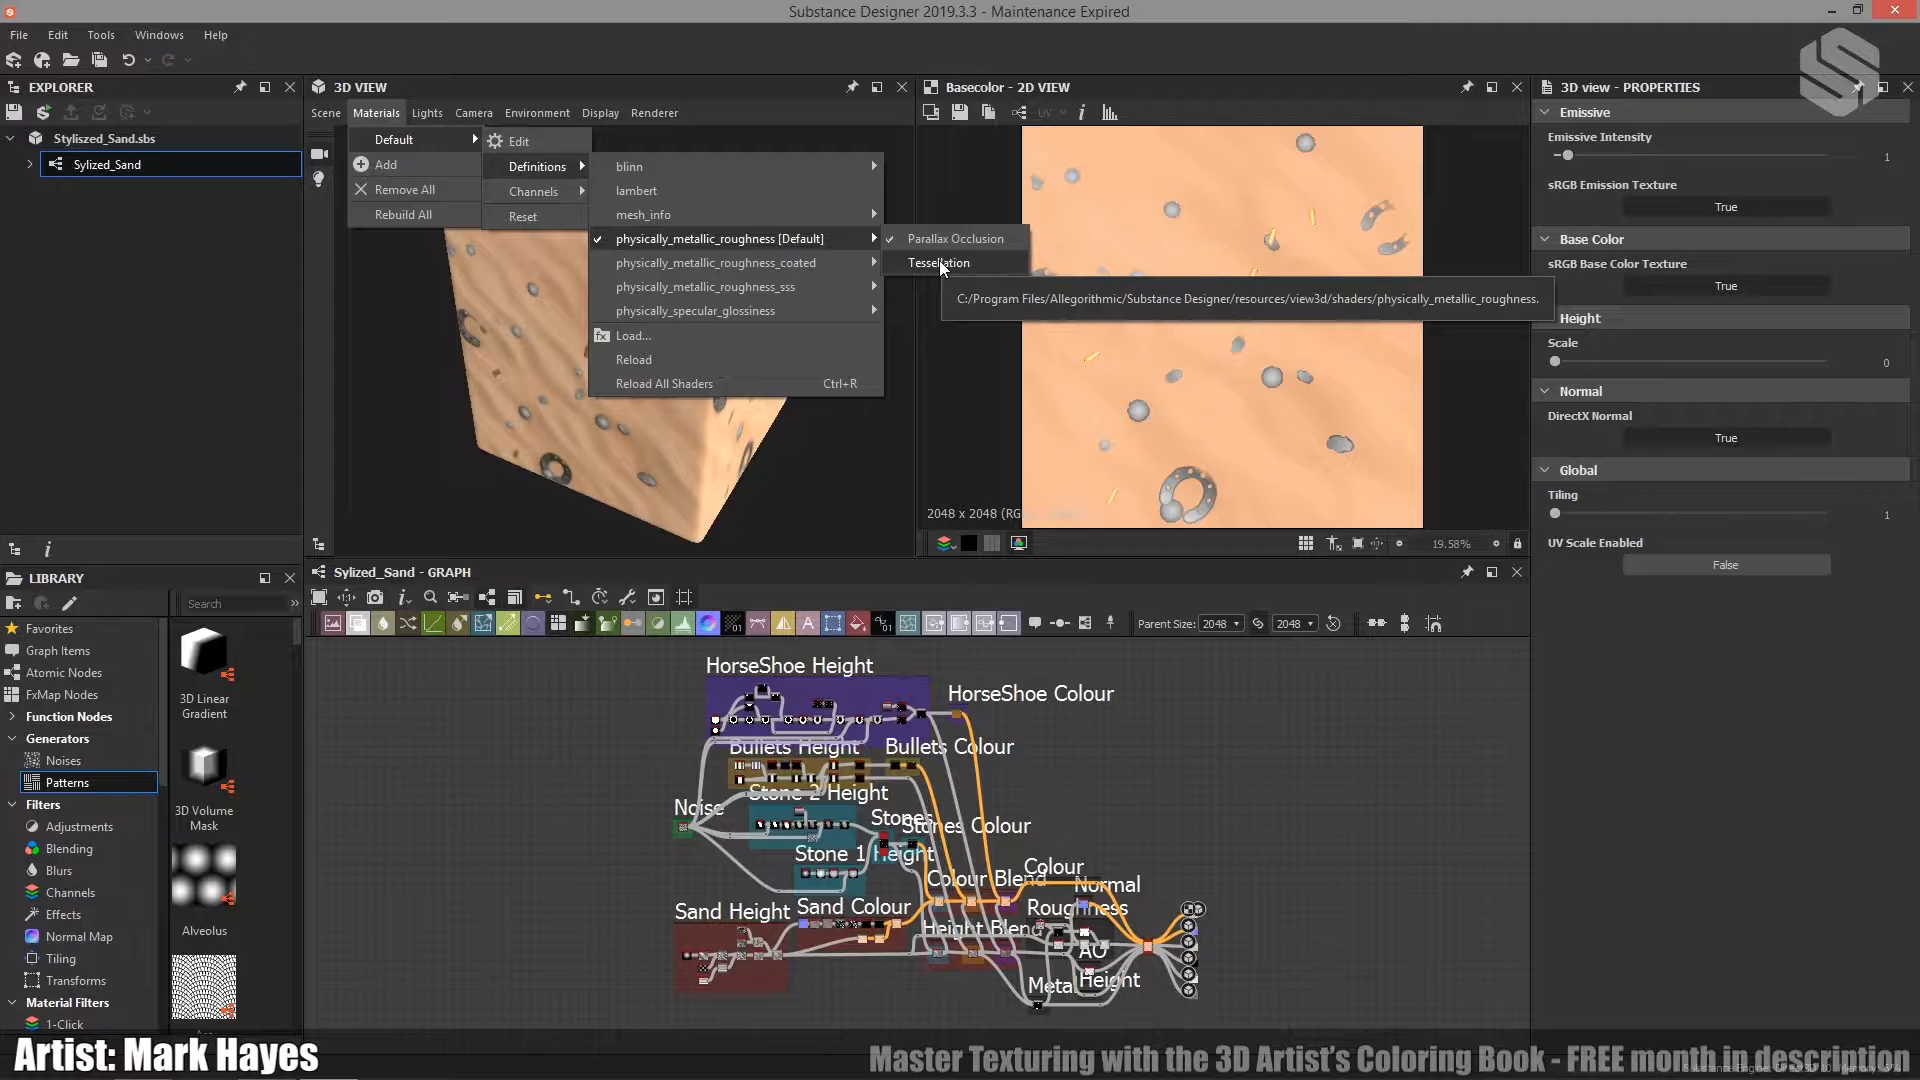 Substance Designer 2019.3.3 - Maintenance Expired
File Edit Tools Windows Help
EXPLORER
Styliszed_Sand.sbs
Sylized_Sand
3D VIEW
Scene Materials Lights Camera Environment Display Renderer
Default
Add
Remove All
Rebuild All
Edit
Definitions
Channels
Reset
blinn
lambert
mesh_info
physically_metallic_roughness [Default]
physically_metallic_roughness_coated
physically_metallic_roughness_sss
physically_specular_glossiness
Load...
Reload
Reload All Shaders Ctrl+R
Parallax Occlusion
Tessellation
C:/Program Files/Allegorithmic/Substance Designer/resources/view3d/shaders/physically_metallic_roughness.
Basecolor - 2D VIEW
UV
2048 x 2048 (RG
19.58%
3D view - PROPERTIES
Emissive
Emissive Intensity
1
sRGB Emission Texture
True
Base Color
sRGB Base Color Texture
True
Height
Scale
0
Normal
DirectX Normal
True
Global
Tiling
1
UV Scale Enabled
False
LIBRARY
Search
Favorites
Graph Items
Atomic Nodes
FxMap Nodes
Function Nodes
Generators
Noises
Patterns
Filters
Adjustments
Blending
Blurs
Channels
Effects
Normal Map
Tiling
Transforms
Material Filters
1-Click
3D Linear
Gradient
3D Volume
Mask
Alveolus
Sylized_Sand - GRAPH
Parent Size: 2048 2048
HorseShoe Height
HorseShoe Colour
Bullets Height
Bullets Colour
Stone 2 Height
Noise
Stones
Stones Colour
Stone 1 Height
Colour
Colour Blend
Normal
Sand Height
Sand Colour
Roughness
Height Blend
AO
Height
Metal
Artist: Mark Hayes
Master Texturing with the 3D Artist's Coloring Book - FREE month in description